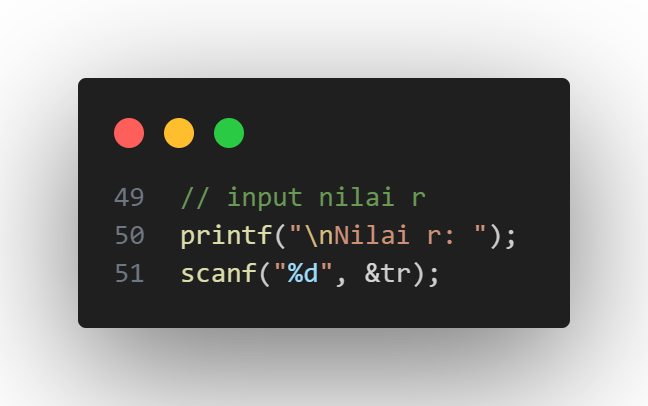 49 // input nilai r
50 printf("\nNilai r: ");
51 scanf("%d", &tr);